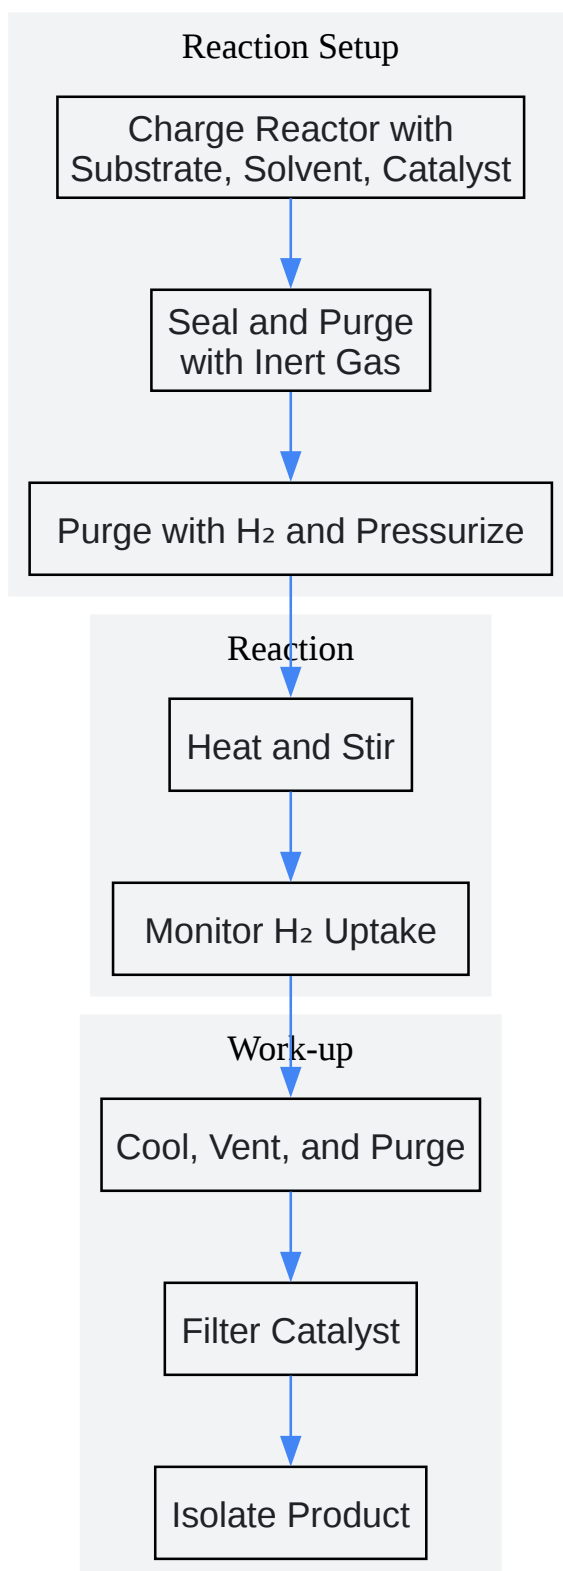 Reaction Setup
Charge Reactor with
Substrate, Solvent, Catalyst
Seal and Purge
with Inert Gas
Purge with H₂ and Pressurize
Reaction
Heat and Stir
Monitor H₂ Uptake
Work-up
Cool, Vent, and Purge
Filter Catalyst
Isolate Product